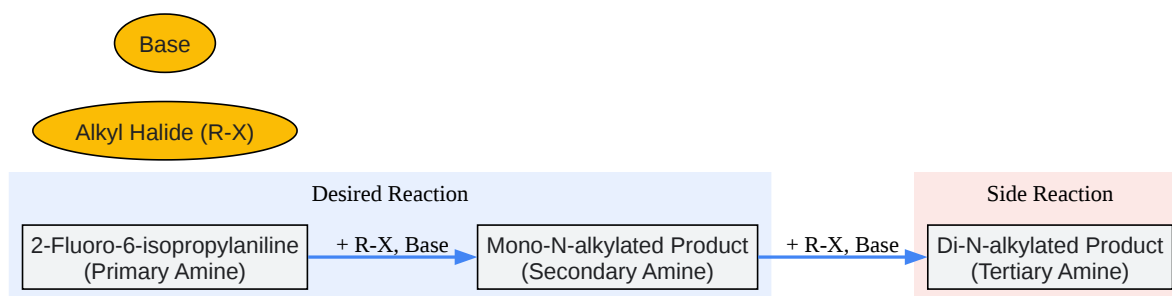 Base
Alkyl Halide (R-X)
Desired Reaction
Side Reaction
2-Fluoro-6-isopropylaniline
(Primary Amine)
+ R-X, Base
Mono-N-alkylated Product
(Secondary Amine)
+ R-X, Base
Di-N-alkylated Product
(Tertiary Amine)